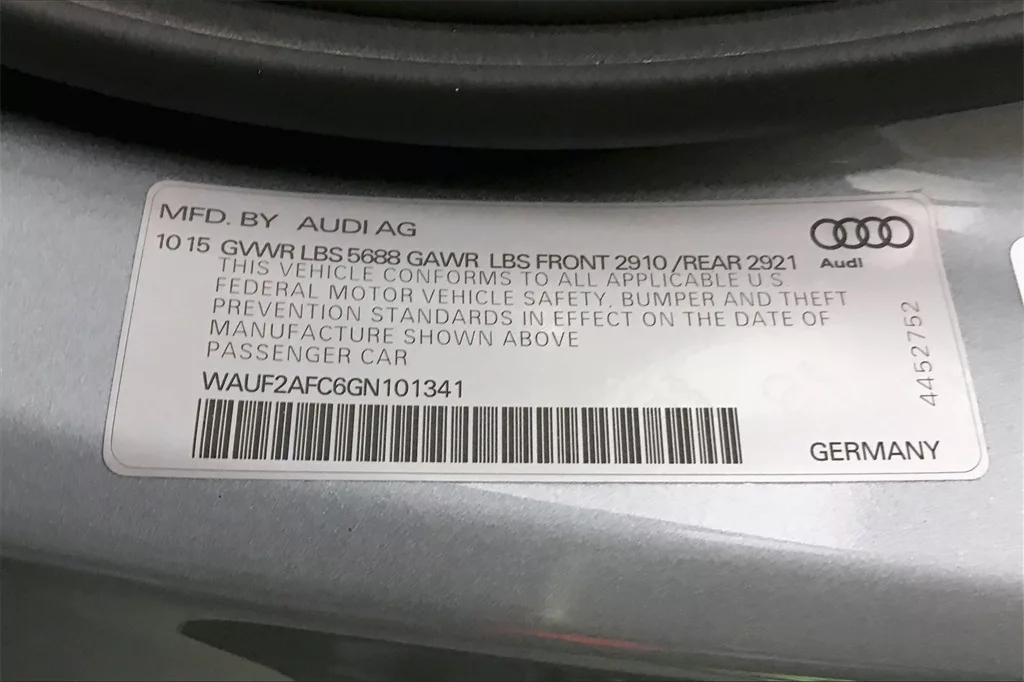 MFD. BY AUDI AG
10 15 GVWR LBS 5688 GAWR LBS FRONT 2910 /REAR 2921
Audi
THIS VEHICLE CONFORMS TO ALL APPLICABLE U.S.
FEDERAL MOTOR VEHICLE SAFETY, BUMPER AND THEFT
PREVENTION STANDARDS IN EFFECT ON THE DATE OF
MANUFACTURE SHOWN ABOVE
PASSENGER CAR
4452752
WAUF2AFC6GN101341
GERMANY